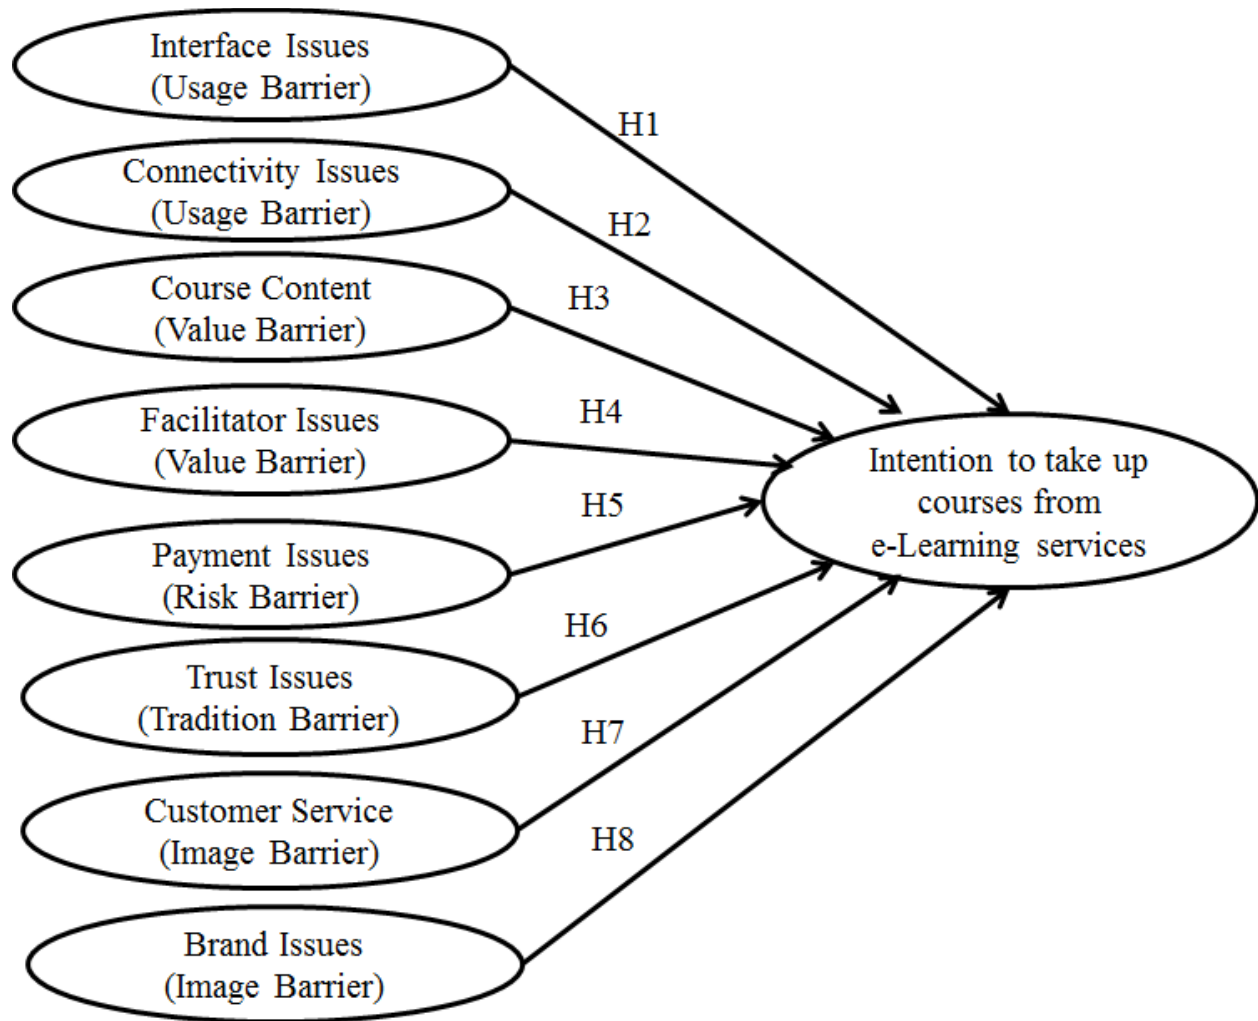 Interface Issues
(Usage Barrier)
H1
Connectivity Issues
(Usage Barrier)
H2
Course Content
(Value Barrier)
H3
Facilitator Issues
(Value Barrier)
H4
Payment Issues
(Risk Barrier)
H5
Trust Issues
(Tradition Barrier)
H6
Customer Service
(Image Barrier)
H7
Brand Issues
(Image Barrier)
H8
Intention to take up
courses from
e-Learning services